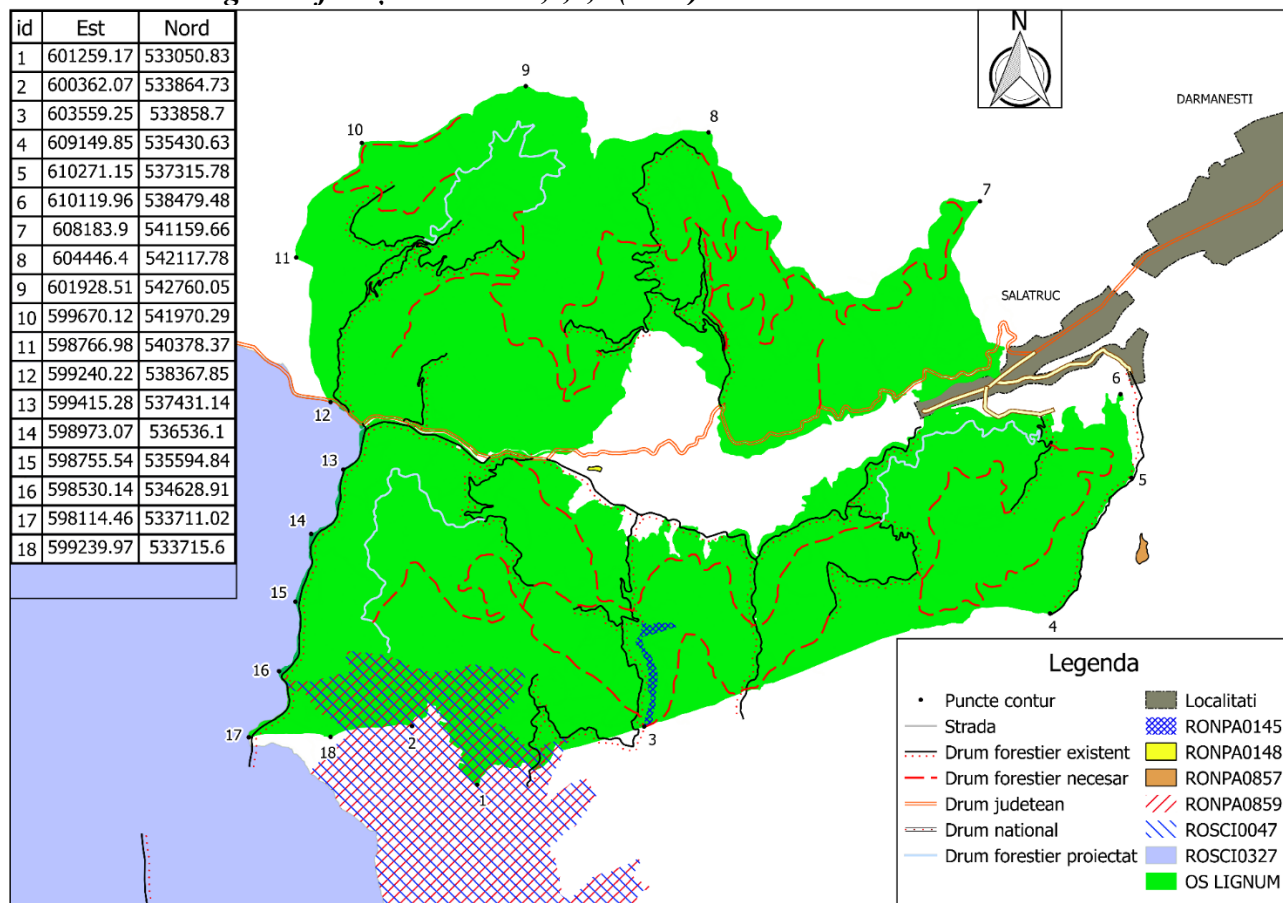 id Est Nord
1 601259.17 533050.83
2 600362.07 533864.73
3 603559.25 533858.7
4 609149.85 535430.63
5 610271.15 537315.78
6 610119.96 538479.48
7 608183.9 541159.66
8 604446.4 542117.78
9 601928.51 542760.05
10 599670.12 541970.29
11 598766.98 540378.37
12 599240.22 538367.85
13 599415.28 537431.14
14 598973.07 536536.1
15 598755.54 535594.84
16 598530.14 534628.91
17 598114.46 533711.02
18 599239.97 533715.6
N
DARMANESTI
9
8
10
7
11
SALATRUC
6
12
13
5
14
15
4
16
17
18
2
3
1
Legenda
Puncte contur
Strada
Drum forestier existent
Drum forestier necesar
Drum judetean
Drum national
Drum forestier proiectat
Localitati
RONPA0145
RONPA0148
RONPA0857
RONPA0859
ROSCI0047
ROSCI0327
OS LIGNUM